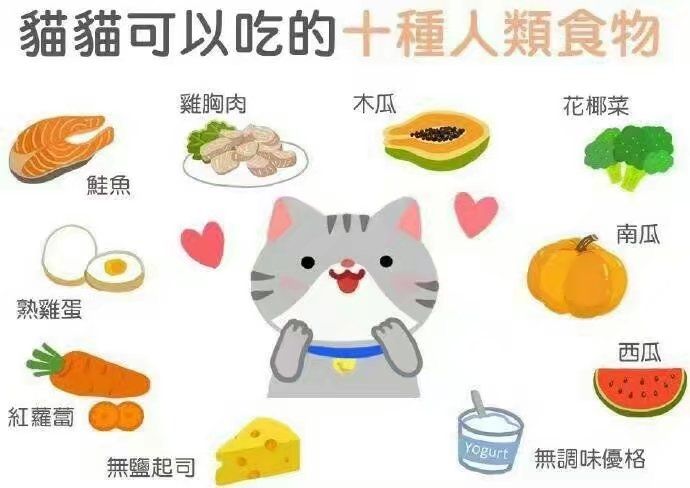 貓貓可以吃的十種人類食物
雞胸肉
木瓜
花椰菜
鮭魚
南瓜
熟雞蛋
西瓜
紅蘿蔔
無鹽起司
Yogurt
無調味優格